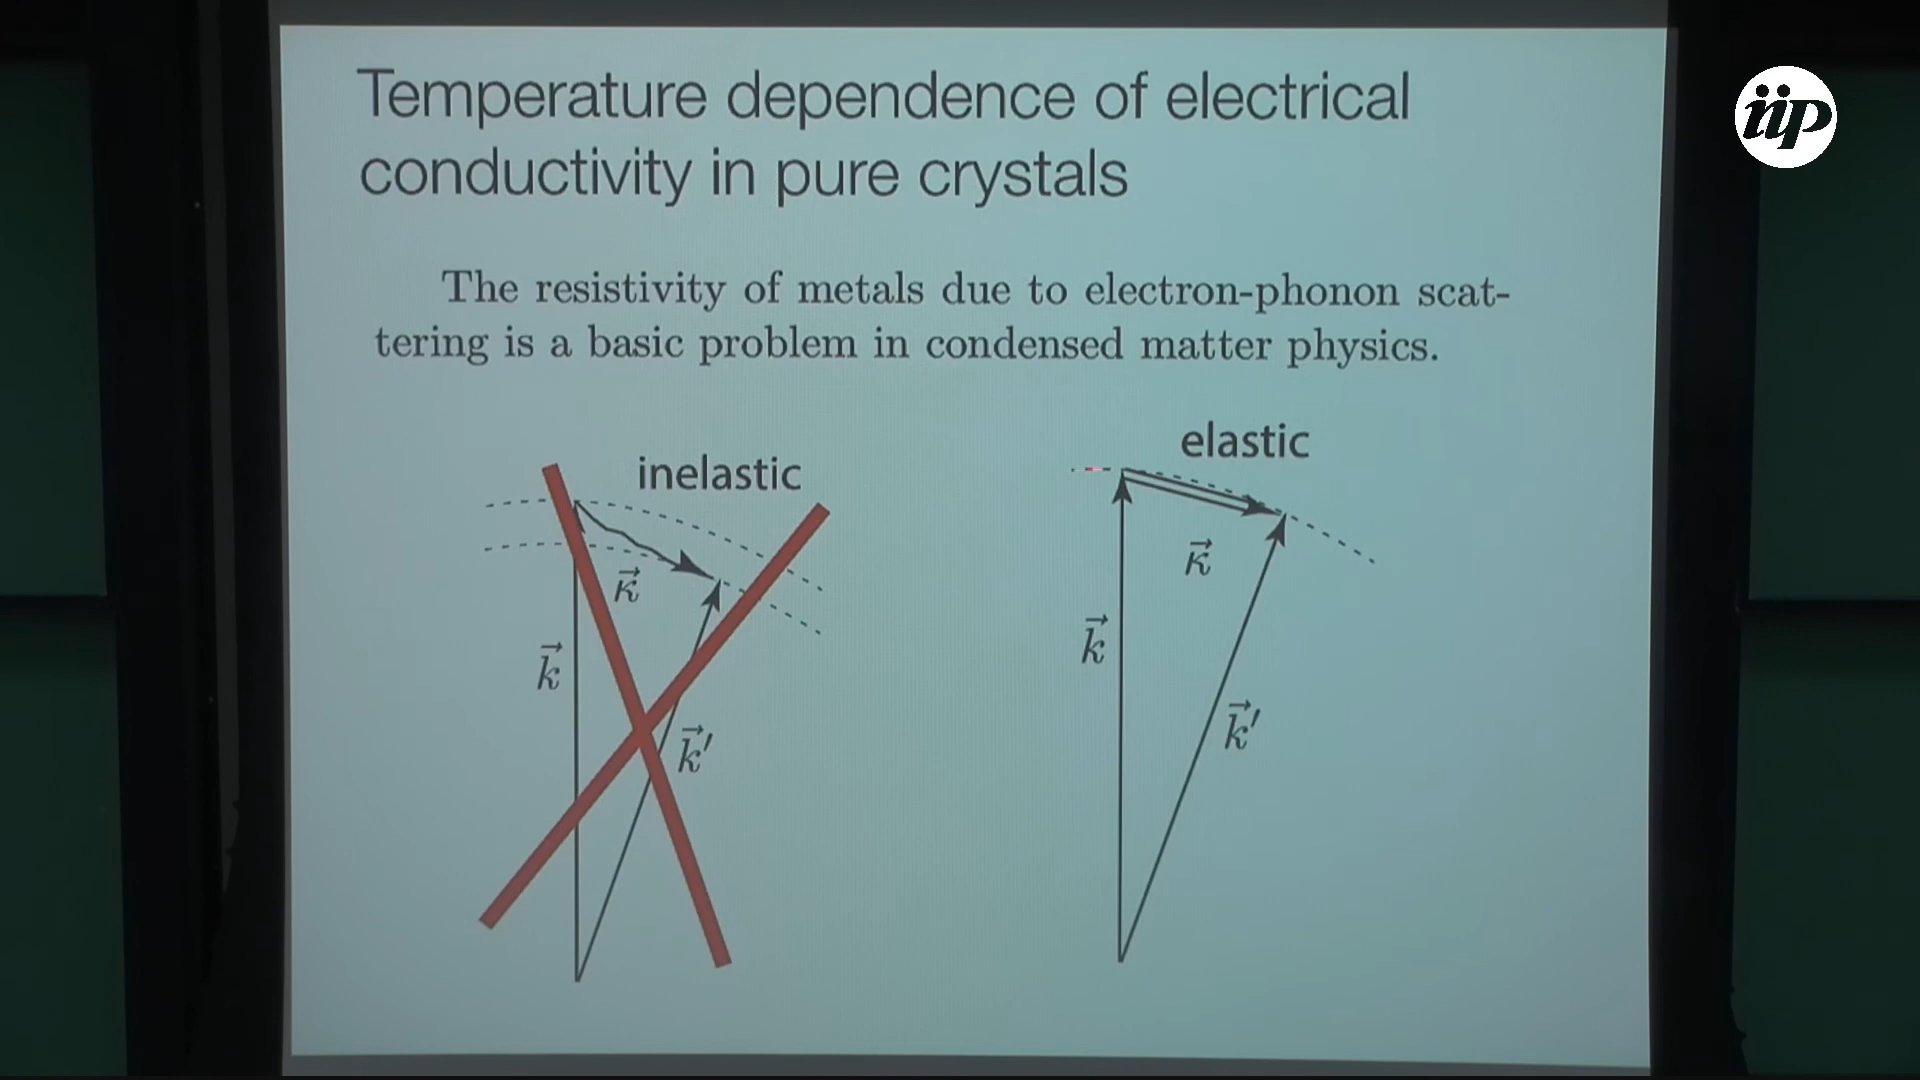 Temperature dependence of electrical
conductivity in pure crystals
The resistivity of metals due to electron-phonon scat-
tering is a basic problem in condensed matter physics.
inelastic
elastic
κ⃗
k⃗
k⃗′
κ⃗
k⃗
k⃗′
iip